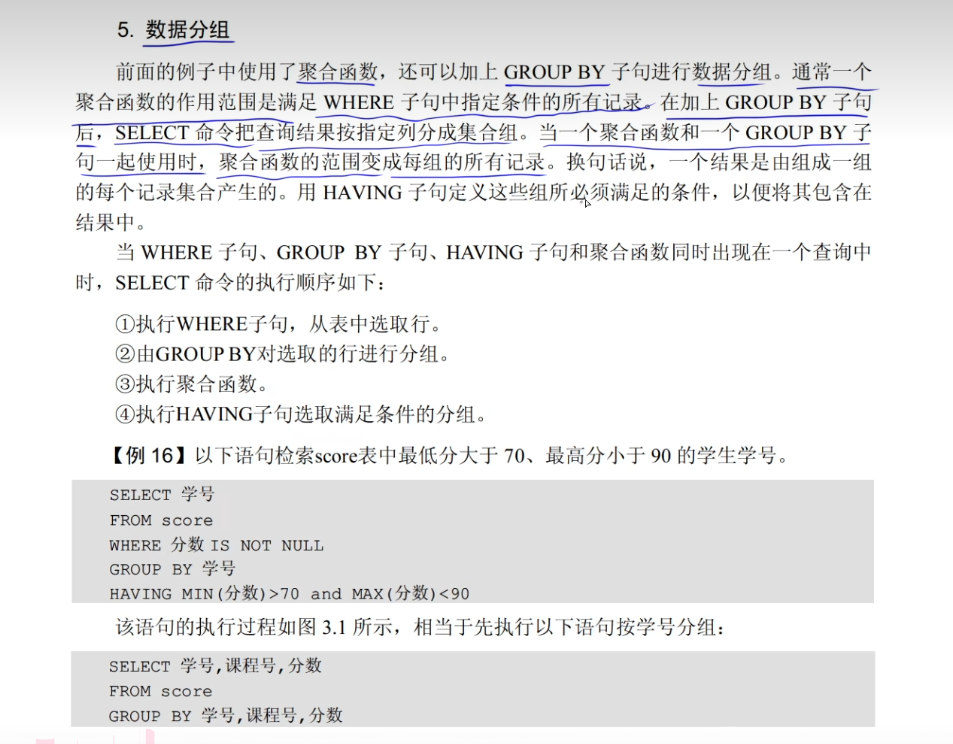 5. 数据分组
前面的例子中使用了聚合函数，还可以加上 GROUP BY 子句进行数据分组。通常一个
聚合函数的作用范围是满足 WHERE 子句中指定条件的所有记录。在加上 GROUP BY 子句
后，SELECT 命令把查询结果按指定列分成集合组。当一个聚合函数和一个 GROUP BY 子
句一起使用时，聚合函数的范围变成每组的所有记录。换句话说，一个结果是由组成一组
的每个记录集合产生的。用 HAVING 子句定义这些组所必须满足的条件，以便将其包含在
结果中。
当 WHERE 子句、GROUP BY 子句、HAVING 子句和聚合函数同时出现在一个查询中
时，SELECT 命令的执行顺序如下：
①执行WHERE子句，从表中选取行。
②由GROUP BY对选取的行进行分组。
③执行聚合函数。
④执行HAVING子句选取满足条件的分组。
【例 16】以下语句检索score表中最低分大于 70、最高分小于 90 的学生学号。
SELECT 学号
FROM score
WHERE 分数 IS NOT NULL
GROUP BY 学号
HAVING MIN(分数)>70 and MAX(分数)<90
该语句的执行过程如图 3.1 所示，相当于先执行以下语句按学号分组：
SELECT 学号,课程号,分数
FROM score
GROUP BY 学号,课程号,分数